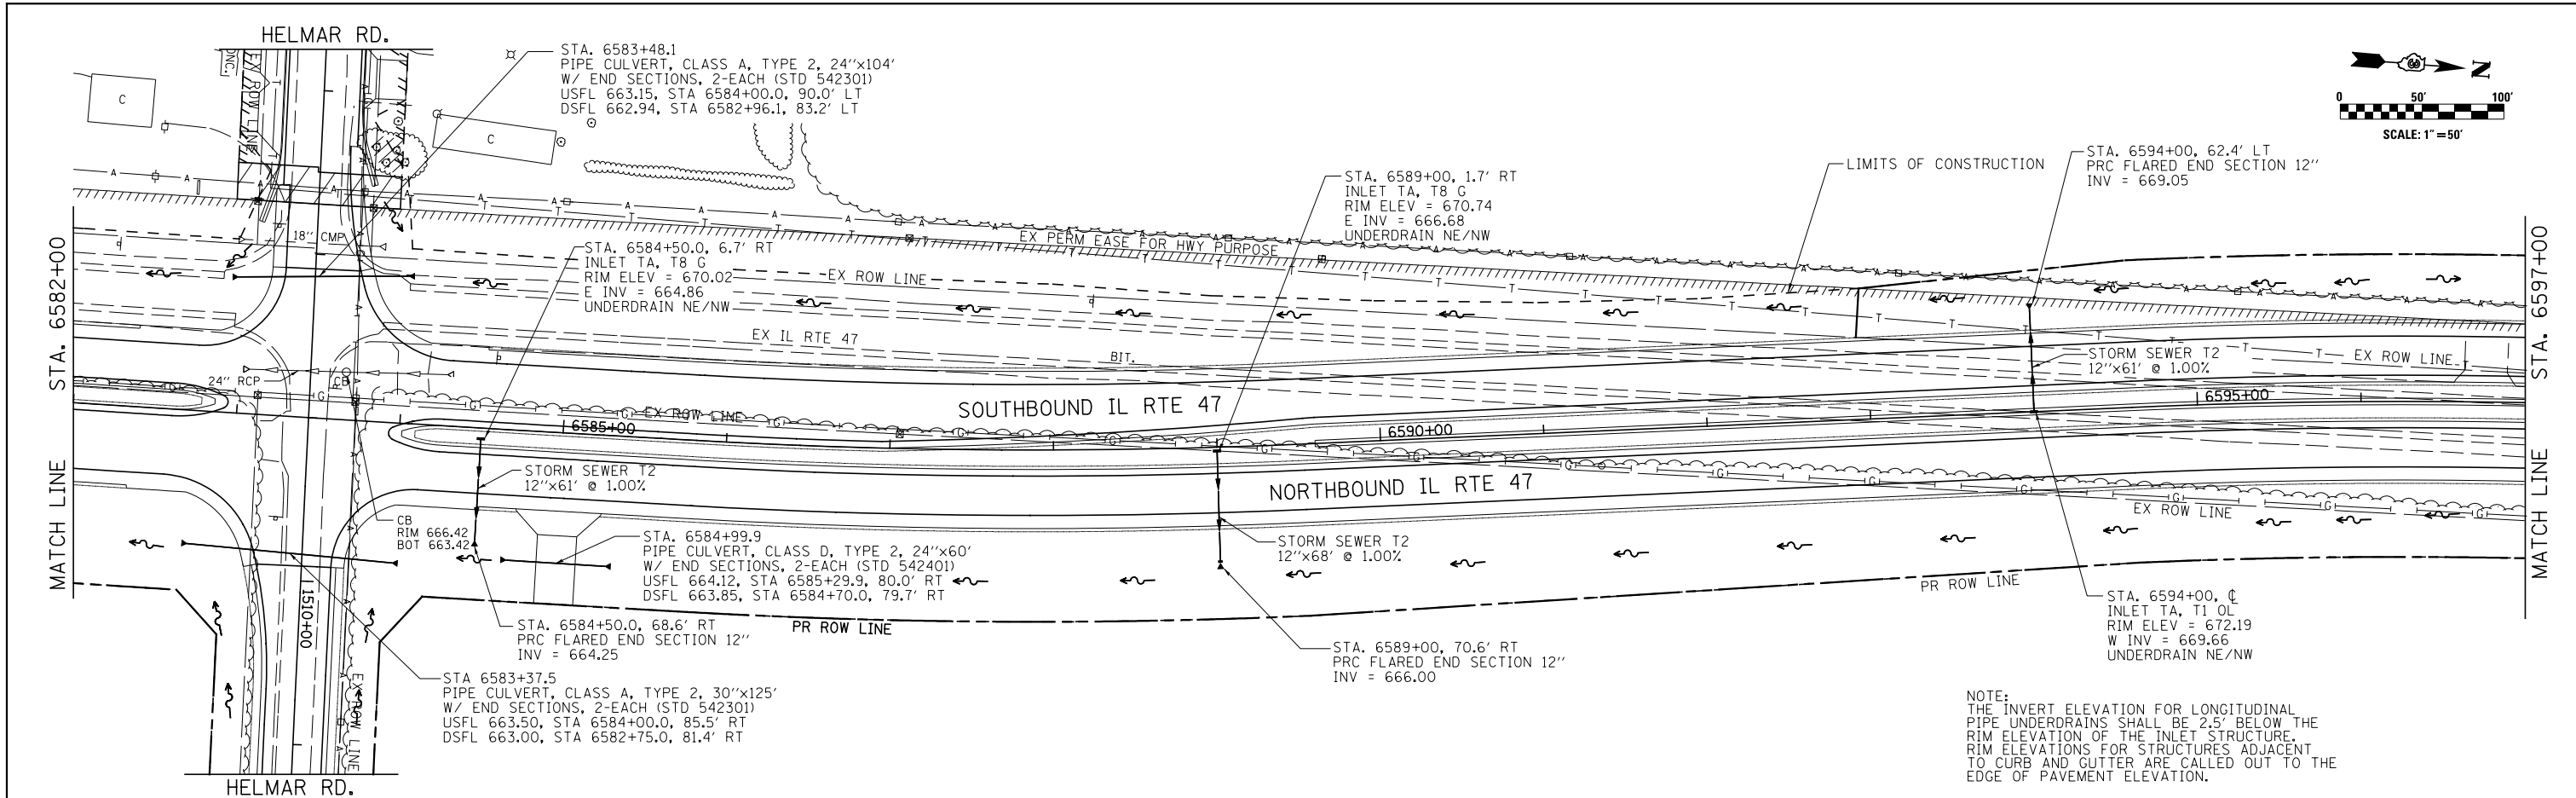 HELMAR RD.
STA. 6583+48.1
PIPE CULVERT, CLASS A, TYPE 2, 24''x104'
W/ END SECTIONS, 2-EACH (STD 542301)
USFL 663.15, STA 6584+00.0, 90.0' LT
DSFL 662.94, STA 6582+96.1, 83.2' LT
N
0 50' 100'
SCALE: 1" = 50'
EX ROW LINE
C
C
STA. 6589+00, 1.7' RT
INLET TA, T8 G
RIM ELEV = 670.74
E INV = 666.68
UNDERDRAIN NE/NW
LIMITS OF CONSTRUCTION
STA. 6594+00, 62.4' LT
PRC FLARED END SECTION 12''
INV = 669.05
18'' CMP
STA. 6584+50.0, 6.7' RT
INLET TA, T8 G
RIM ELEV = 670.02
E INV = 664.86
UNDERDRAIN NE/NW
EX PERM EASE FOR HWY PURPOSE
EX ROW LINE
EX IL RTE 47
BIT.
STORM SEWER T2
12''x61' @ 1.00%
EX ROW LINE
MATCH LINE STA. 6582+00
MATCH LINE STA. 6597+00
24'' RCP
CB
EX ROW LINE
SOUTHBOUND IL RTE 47
6585+00
6590+00
6595+00
STORM SEWER T2
12''x61' @ 1.00%
NORTHBOUND IL RTE 47
EX ROW LINE
CB
RIM 666.42
BOT 663.42
STA. 6584+99.9
PIPE CULVERT, CLASS D, TYPE 2, 24''x60'
W/ END SECTIONS, 2-EACH (STD 542401)
USFL 664.12, STA 6585+29.9, 80.0' RT
DSFL 663.85, STA 6584+70.0, 79.7' RT
STORM SEWER T2
12''x68' @ 1.00%
PR ROW LINE
PR ROW LINE
1510+00
STA. 6584+50.0, 68.6' RT
PRC FLARED END SECTION 12''
INV = 664.25
STA. 6589+00, 70.6' RT
PRC FLARED END SECTION 12''
INV = 666.00
STA. 6594+00, ℄
INLET TA, T1 OL
RIM ELEV = 672.19
W INV = 669.66
UNDERDRAIN NE/NW
STA 6583+37.5
PIPE CULVERT, CLASS A, TYPE 2, 30''x125'
W/ END SECTIONS, 2-EACH (STD 542301)
USFL 663.50, STA 6584+00.0, 85.5' RT
DSFL 663.00, STA 6582+75.0, 81.4' RT
EX ROW LINE
NOTE:
THE INVERT ELEVATION FOR LONGITUDINAL
PIPE UNDERDRAINS SHALL BE 2.5' BELOW THE
RIM ELEVATION OF THE INLET STRUCTURE.
RIM ELEVATIONS FOR STRUCTURES ADJACENT
TO CURB AND GUTTER ARE CALLED OUT TO THE
EDGE OF PAVEMENT ELEVATION.
HELMAR RD.